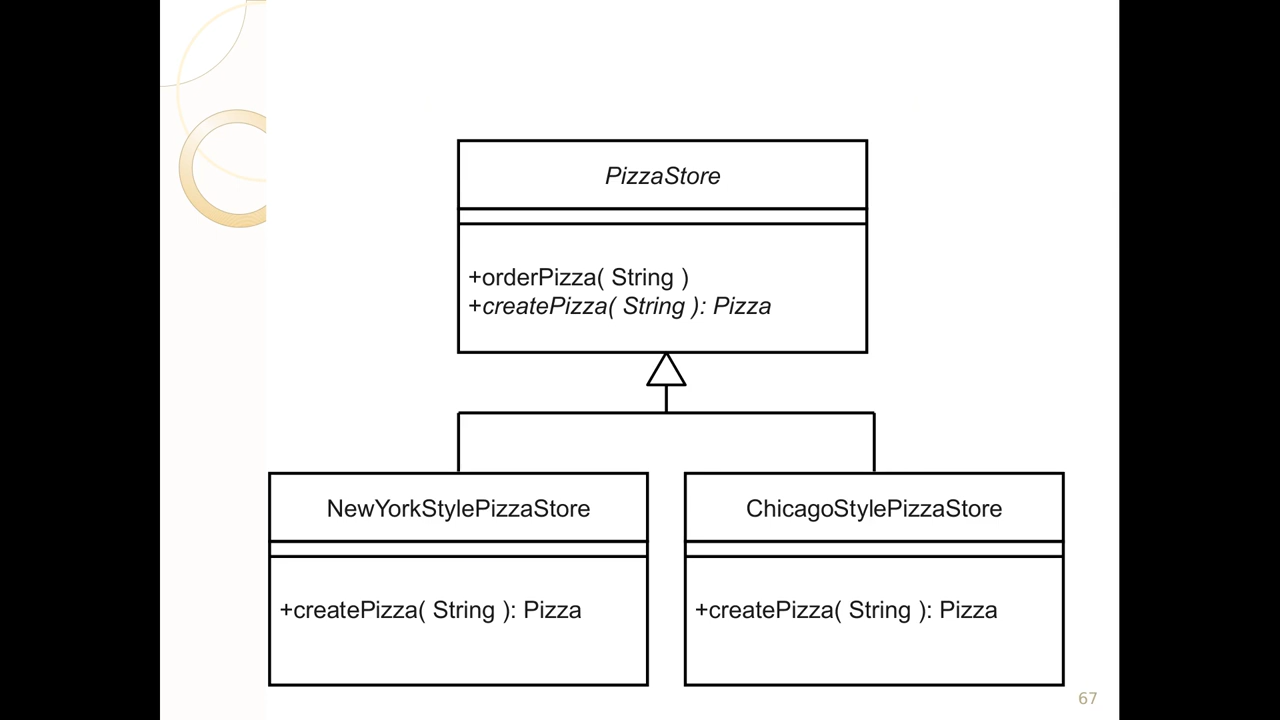 PizzaStore
+orderPizza( String )
+createPizza( String ): Pizza
NewYorkStylePizzaStore
+createPizza( String ): Pizza
ChicagoStylePizzaStore
+createPizza( String ): Pizza
67